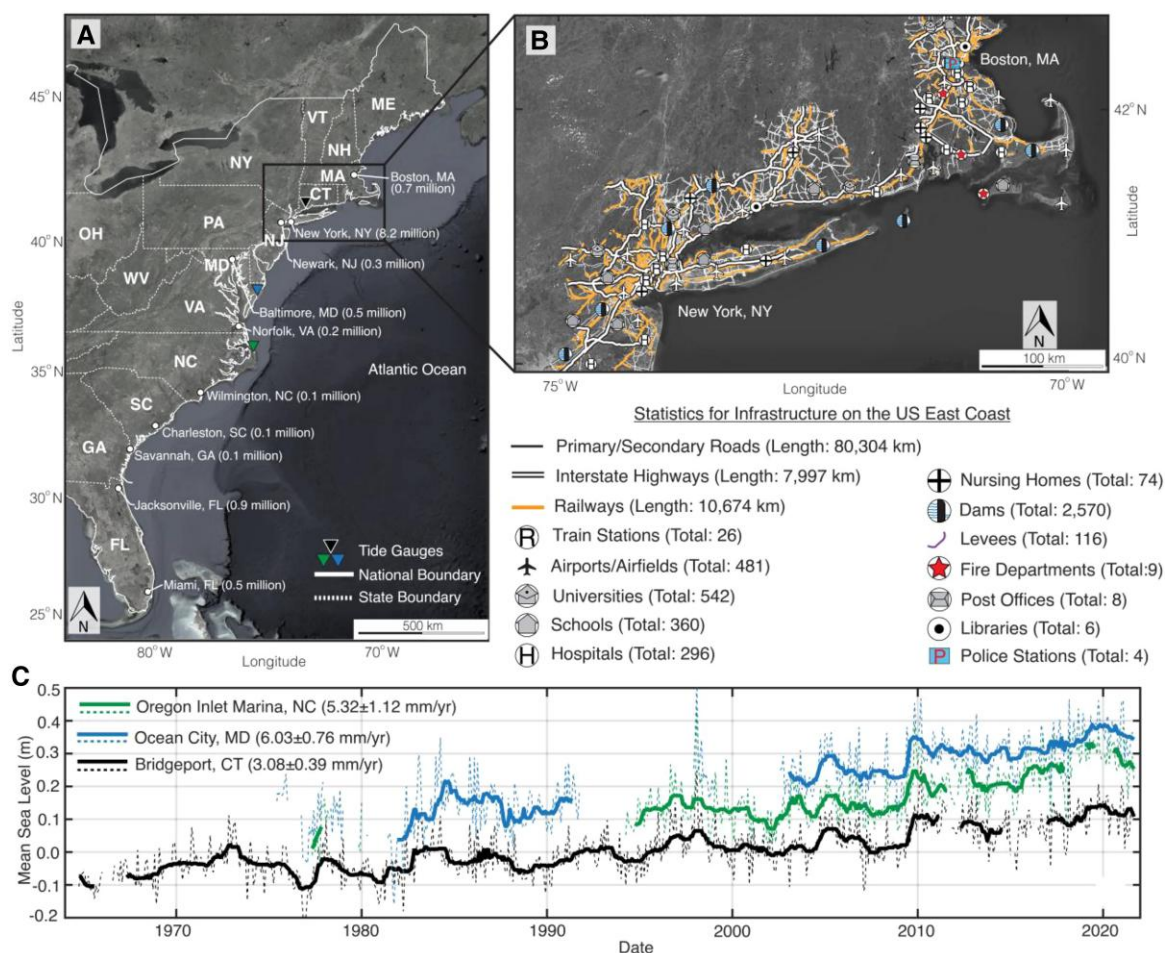 A
45°N
40°N
35°N
30°N
25°N
Latitude
ME
VT
NH
NY
MA
Boston, MA
(0.7 million)
CT
PA
New York, NY (8.2 million)
OH
NJ
Newark, NJ (0.3 million)
MD
WV
Baltimore, MD (0.5 million)
VA
Norfolk, VA (0.2 million)
NC
Atlantic Ocean
Wilmington, NC (0.1 million)
SC
Charleston, SC (0.1 million)
GA
Savannah, GA (0.1 million)
Jacksonville, FL (0.9 million)
FL
Tide Gauges
National Boundary
Miami, FL (0.5 million)
State Boundary
N
500 km
80°W
70°W
Longitude
B
Boston, MA
42°N
Latitude
New York, NY
N
100 km
40°N
75°W
Longitude
70°W
Statistics for Infrastructure on the US East Coast
Primary/Secondary Roads (Length: 80,304 km)
Interstate Highways (Length: 7,997 km)
Railways (Length: 10,674 km)
R Train Stations (Total: 26)
Airports/Airfields (Total: 481)
Universities (Total: 542)
Schools (Total: 360)
H Hospitals (Total: 296)
Nursing Homes (Total: 74)
Dams (Total: 2,570)
Levees (Total: 116)
Fire Departments (Total:9)
Post Offices (Total: 8)
Libraries (Total: 6)
P Police Stations (Total: 4)
C
Mean Sea Level (m)
0.5
0.4
0.3
0.2
0.1
0.0
-0.1
-0.2
Oregon Inlet Marina, NC (5.32±1.12 mm/yr)
Ocean City, MD (6.03±0.76 mm/yr)
Bridgeport, CT (3.08±0.39 mm/yr)
1970
1980
1990
2000
2010
2020
Date